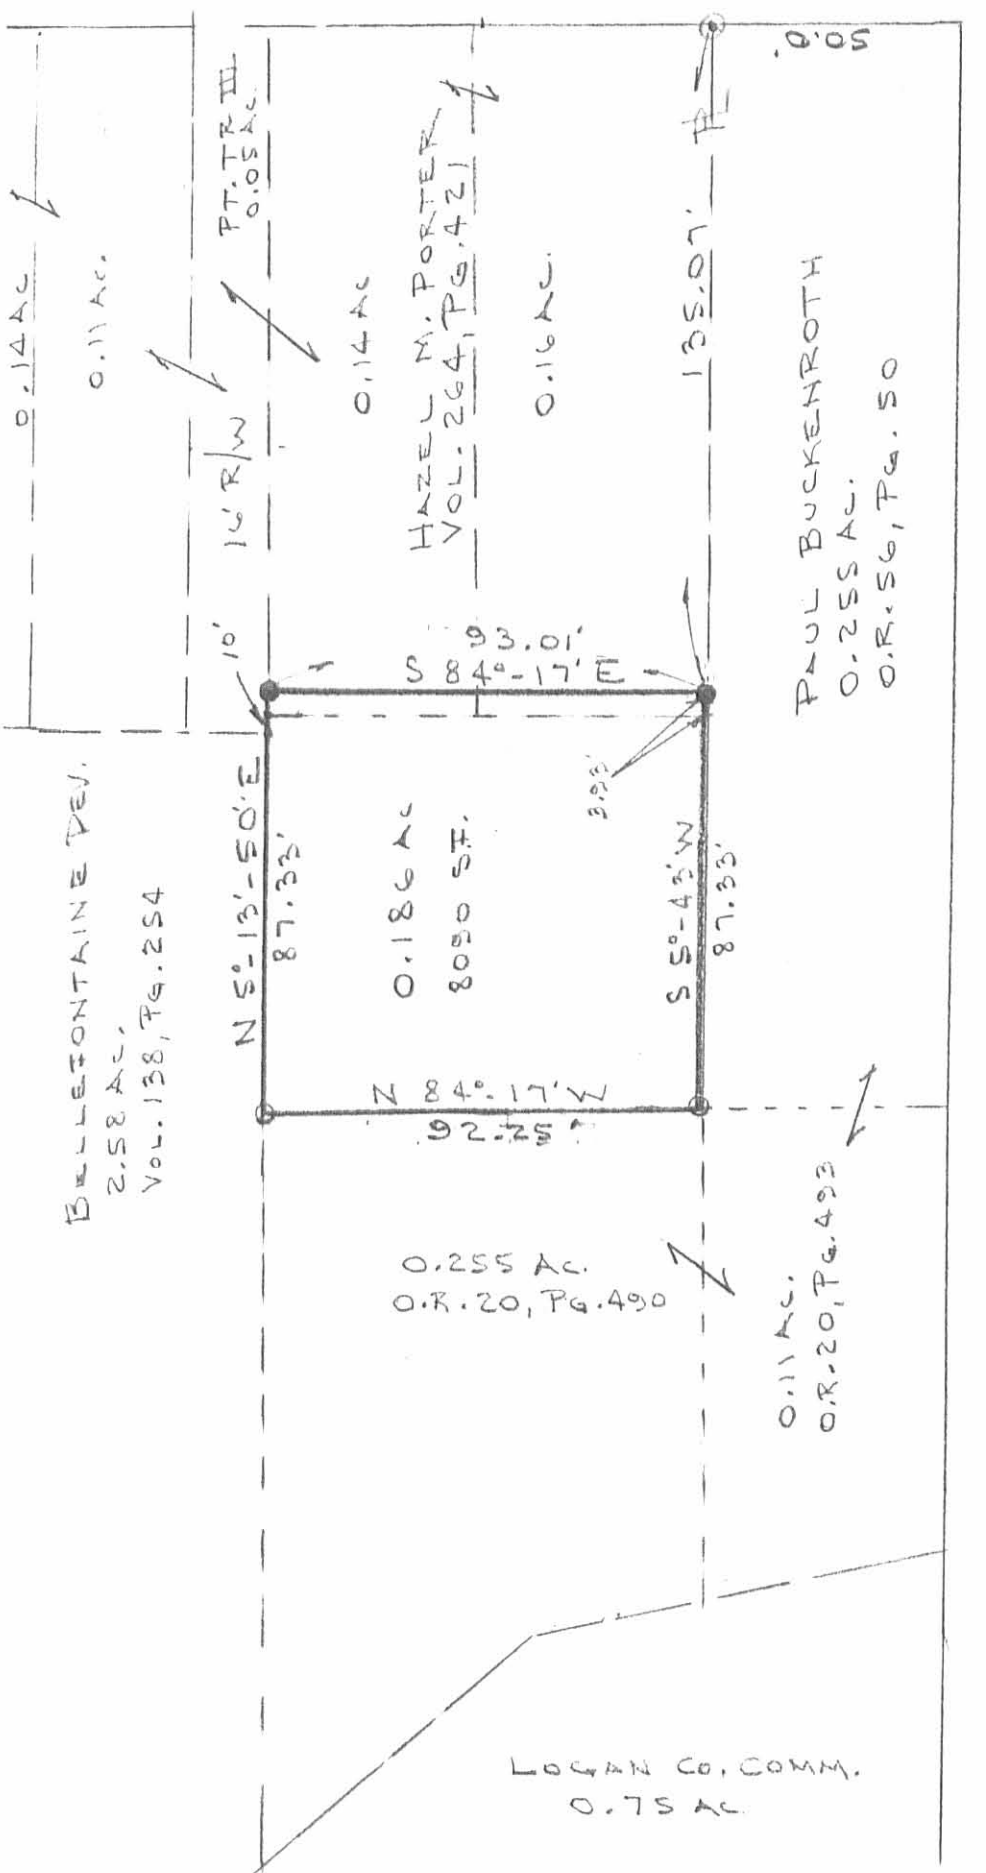 50.0'
0.14 AC
0.11 AC.
PT. TR III
0.05 AC.
16' R/W
0.14 AC
HAZEL M. PORTER
VOL. 264, PG. 421
0.16 AC.
135.07'
PL
PAUL BUCKENROTH
0.255 AC.
O.R. 56, PG. 50
10'
93.01'
S 84°-17' E
3.93'
BELLEFONTAINE DEV.
2.58 AC.
VOL. 138, PG. 254
N 5°-13'-50" E
87.33'
0.186 AC
8090 S.F.
S 5°-43' W
87.33'
N 84°-17' W
92.25'
0.255 AC.
O.R. 20, PG. 490
0.11 AC.
O.R. 20, PG. 493
LOGAN CO. COMM.
0.75 AC